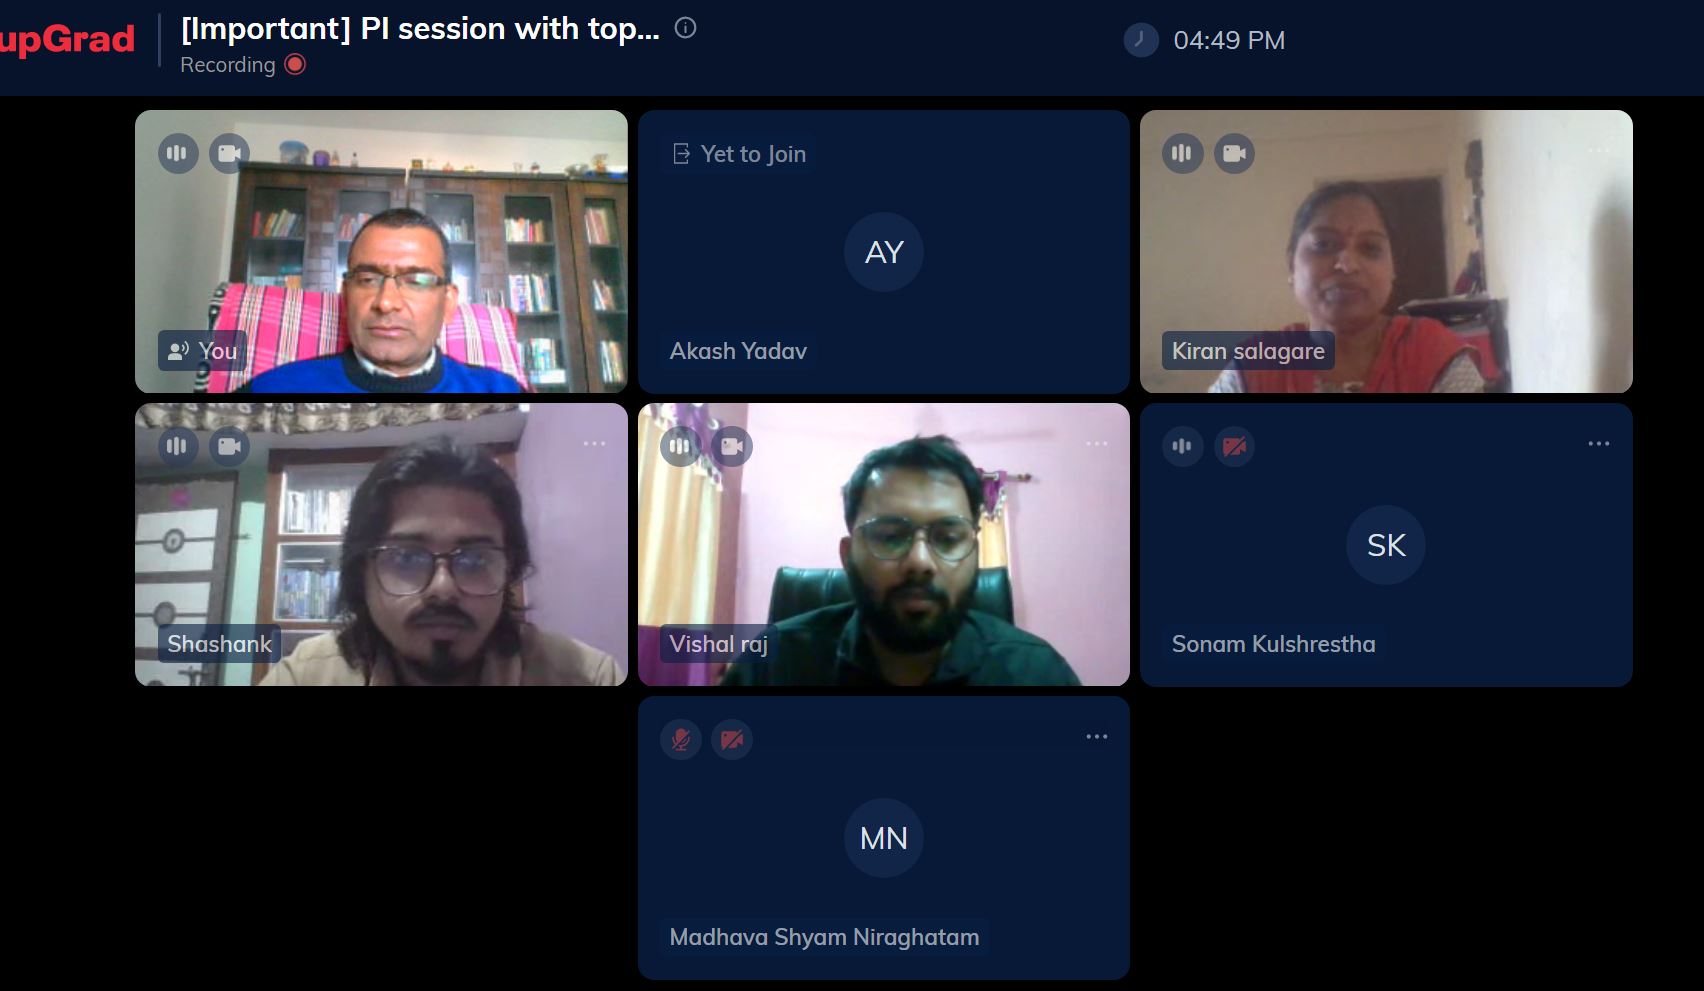 upGrad
[Important] PI session with top...
Recording
04:49 PM
You
Yet to Join
AY
Akash Yadav
Kiran salagare
Shashank
Vishal raj
SK
Sonam Kulshrestha
MN
Madhava Shyam Niraghatam